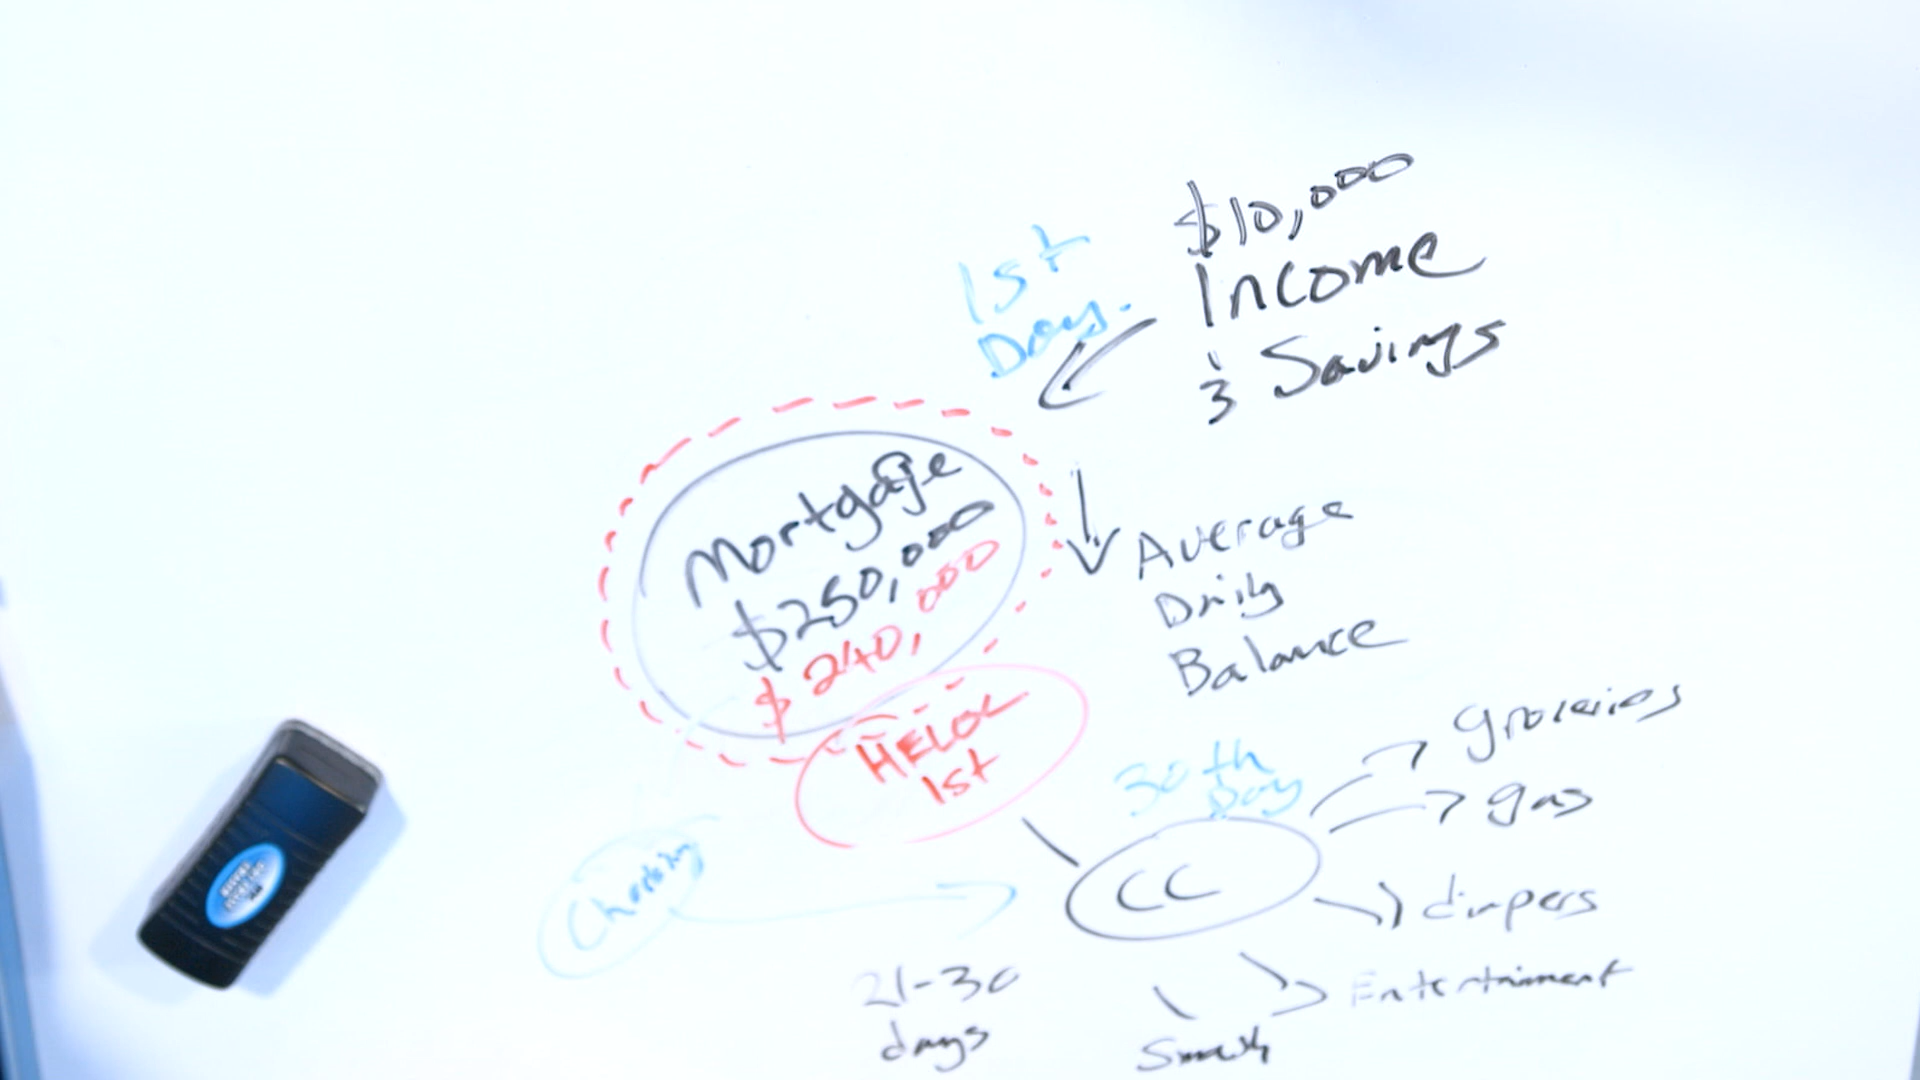 $10,000
Income
& Savings
1st
Day.
Mortgage
$250,000
$240,000
HELOC
1st
Average
Daily
Balance
30th
Day
CC
groceries
gas
diapers
Entertainment
Checking
21-30
days